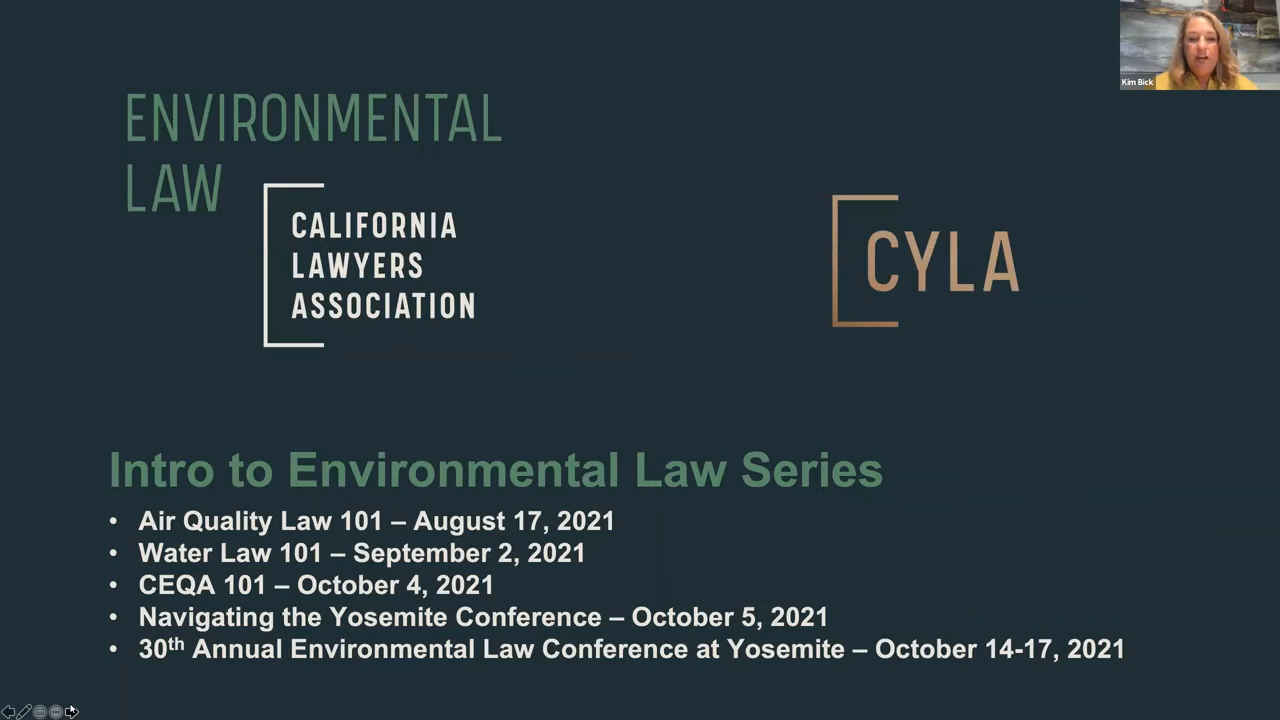 Kim Bick
ENVIRONMENTAL
LAW
CALIFORNIA
LAWYERS
ASSOCIATION
CYLA
Intro to Environmental Law Series
• Air Quality Law 101 – August 17, 2021
• Water Law 101 – September 2, 2021
• CEQA 101 – October 4, 2021
• Navigating the Yosemite Conference – October 5, 2021
• 30th Annual Environmental Law Conference at Yosemite – October 14-17, 2021